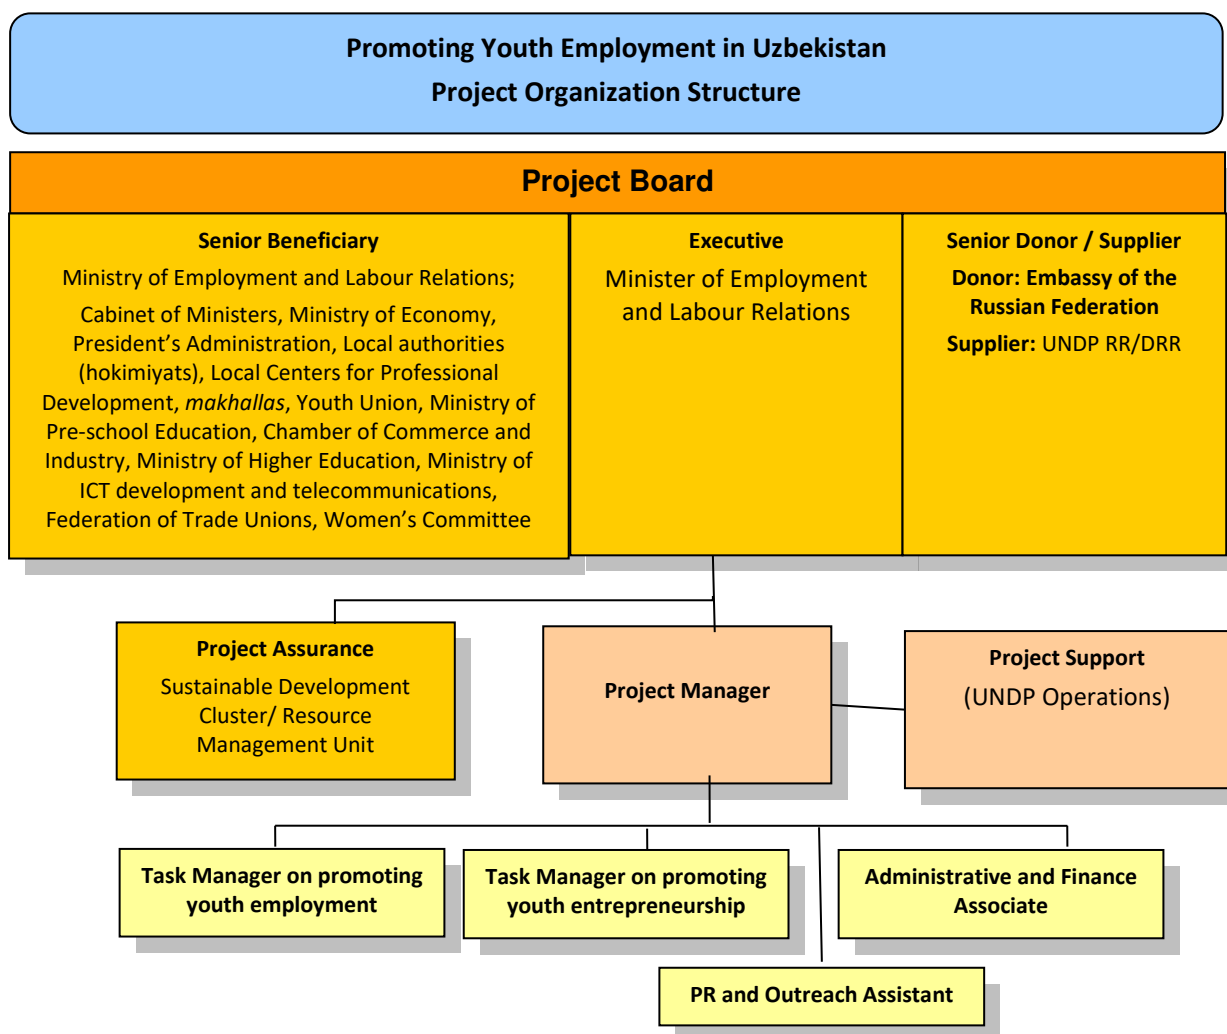 Promoting Youth Employment in Uzbekistan
Project Organization Structure
Project Board
Senior Beneficiary
Ministry of Employment and Labour Relations;
Cabinet of Ministers, Ministry of Economy,
President’s Administration, Local authorities
(hokimiyats), Local Centers for Professional
Development, makhallas, Youth Union, Ministry of
Pre-school Education, Chamber of Commerce and
Industry, Ministry of Higher Education, Ministry of
ICT development and telecommunications,
Federation of Trade Unions, Women’s Committee
Executive
Minister of Employment
and Labour Relations
Senior Donor / Supplier
Donor: Embassy of the
Russian Federation
Supplier: UNDP RR/DRR
Project Assurance
Sustainable Development
Cluster/ Resource
Management Unit
Project Manager
Project Support
(UNDP Operations)
Task Manager on promoting
youth employment
Task Manager on promoting
youth entrepreneurship
Administrative and Finance
Associate
PR and Outreach Assistant